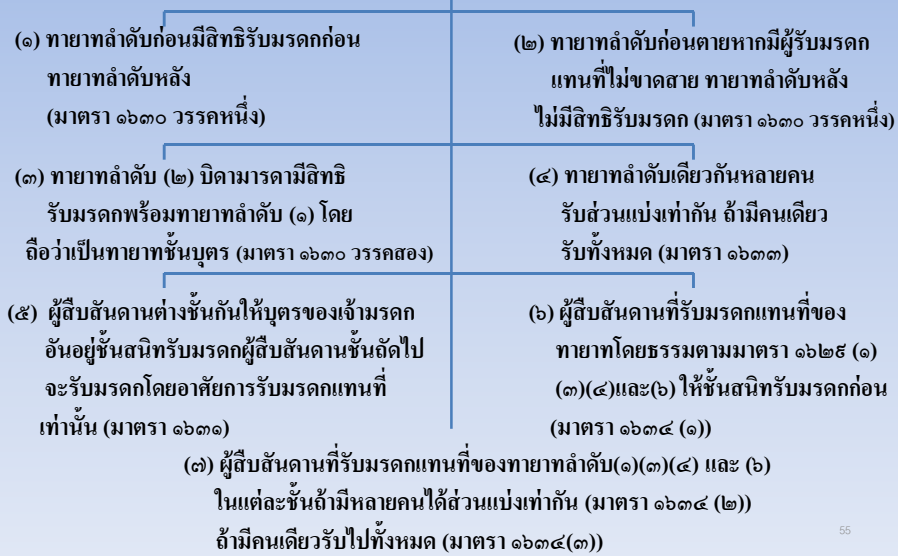 (๑) ทายาทลำดับก่อนมีสิทธิรับมรดกก่อน
ทายาทลำดับหลัง
(มาตรา ๑๖๓๐ วรรคหนึ่ง)
(๒) ทายาทลำดับก่อนตายหากมีผู้รับมรดก
แทนที่ไม่ขาดสาย ทายาทลำดับหลัง
ไม่มีสิทธิรับมรดก (มาตรา ๑๖๓๐ วรรคหนึ่ง)
(๓) ทายาทลำดับ (๒) บิดามารดามีสิทธิ
รับมรดกพร้อมทายาทลำดับ (๑) โดย
ถือว่าเป็นทายาทชั้นบุตร (มาตรา ๑๖๓๐ วรรคสอง)
(๔) ทายาทลำดับเดียวกันหลายคน
รับส่วนแบ่งเท่ากัน ถ้ามีคนเดียว
รับทั้งหมด (มาตรา ๑๖๓๓)
(๕) ผู้สืบสันดานต่างชั้นกันให้บุตรของเจ้ามรดก
อันอยู่ชั้นสนิทรับมรดกผู้สืบสันดานชั้นถัดไป
จะรับมรดกโดยอาศัยการรับมรดกแทนที่
เท่านั้น (มาตรา ๑๖๓๑)
(๖) ผู้สืบสันดานที่รับมรดกแทนที่ของ
ทายาทโดยธรรมตามมาตรา ๑๖๒๙ (๑)
(๓)(๔)และ(๖) ให้ชั้นสนิทรับมรดกก่อน
(มาตรา ๑๖๓๔ (๑))
(๗) ผู้สืบสันดานที่รับมรดกแทนที่ของทายาทลำดับ(๑)(๓)(๔) และ (๖)
ในแต่ละชั้นถ้ามีหลายคนได้ส่วนแบ่งเท่ากัน (มาตรา ๑๖๓๔ (๒))
ถ้ามีคนเดียวรับไปทั้งหมด (มาตรา ๑๖๓๔(๓))
55